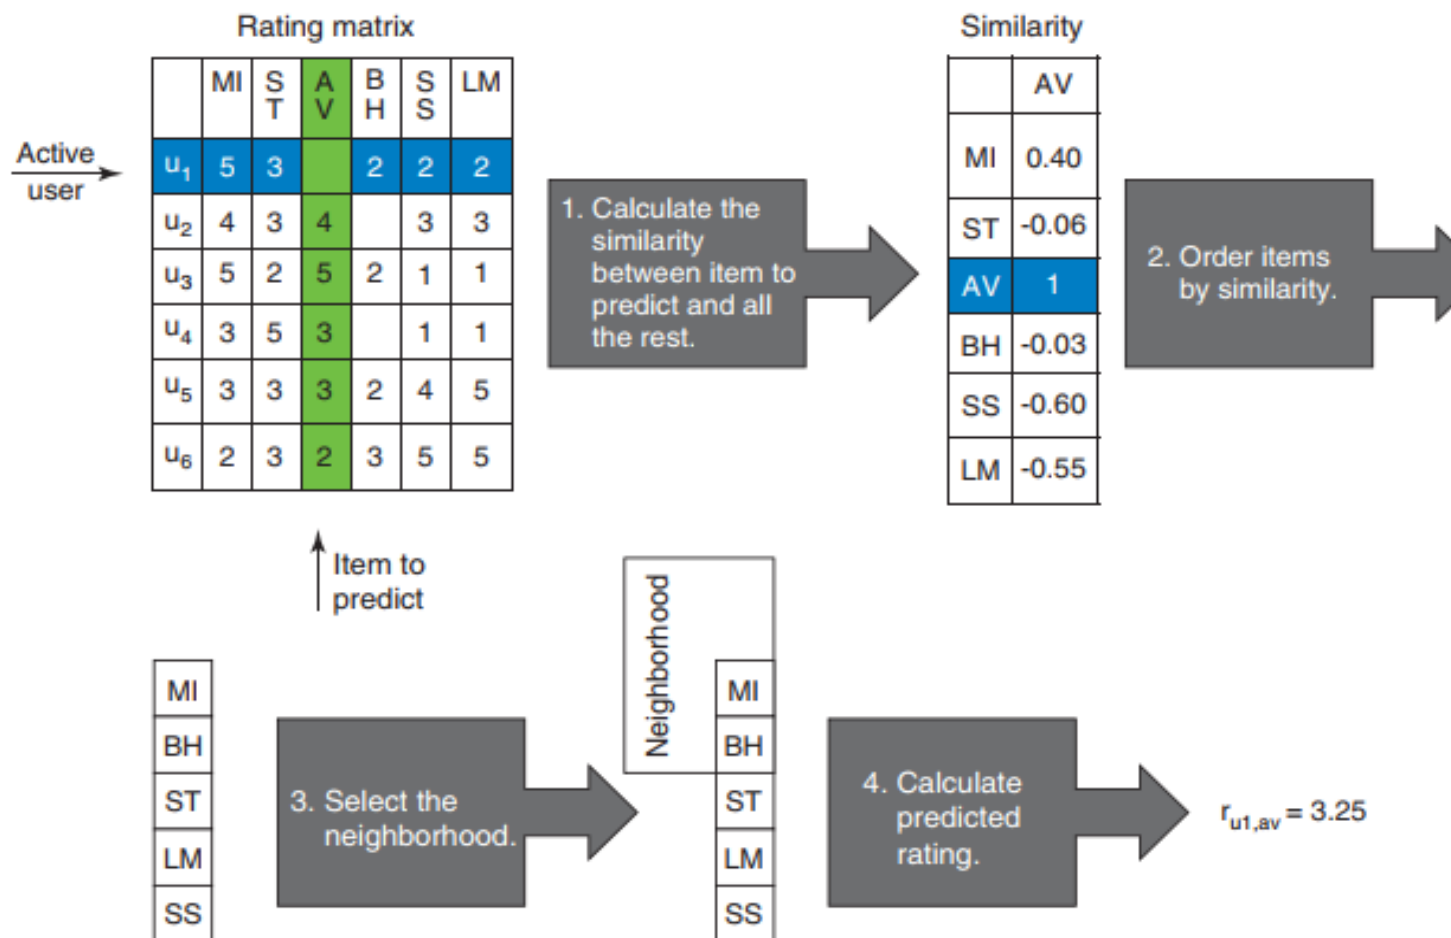 Rating matrix
MI S T A V B H S S LM
Active user
u1 5 3 2 2 2
u2 4 3 4 3 3
u3 5 2 5 2 1 1
u4 3 5 3 1 1
u5 3 3 3 2 4 5
u6 2 3 2 3 5 5
Item to
predict
1. Calculate the
similarity
between item to
predict and all
the rest.
Similarity
AV
MI 0.40
ST -0.06
AV 1
BH -0.03
SS -0.60
LM -0.55
2. Order items
by similarity.
MI
BH
ST
LM
SS
3. Select the
neighborhood.
Neighborhood
MI
BH
ST
LM
SS
4. Calculate
predicted
rating.
ru1,av = 3.25